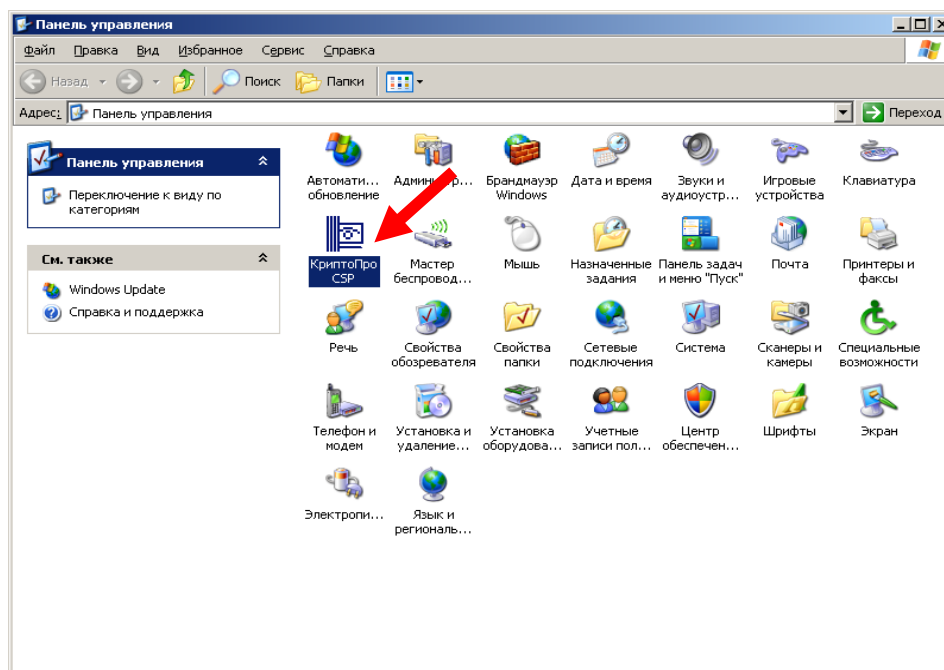 Панель управления
Файл Правка Вид Избранное Сервис Справка
Назад Поиск Папки
Адрес: Панель управления Переход
Панель управления
Переключение к виду по
категориям
См. также
Windows Update
Справка и поддержка
Автомати... Админи Брандмауэр Дата и время Звуки и Игровые Клавиатура
обновление Windows аудиоустр... устройства
КриптоПро Мастер Мышь Назначенные Панель задач Почта Принтеры и
CSP беспровод... задания и меню "Пуск" факсы
Речь Свойства Свойства Сетевые Система Сканеры и Специальные
обозревателя папки подключения камеры возможности
Телефон и Установка и Установка Учетные Центр Шрифты Экран
модем удаление... оборудова... записи пол... обеспечен...
Электропи... Язык и
региональ...